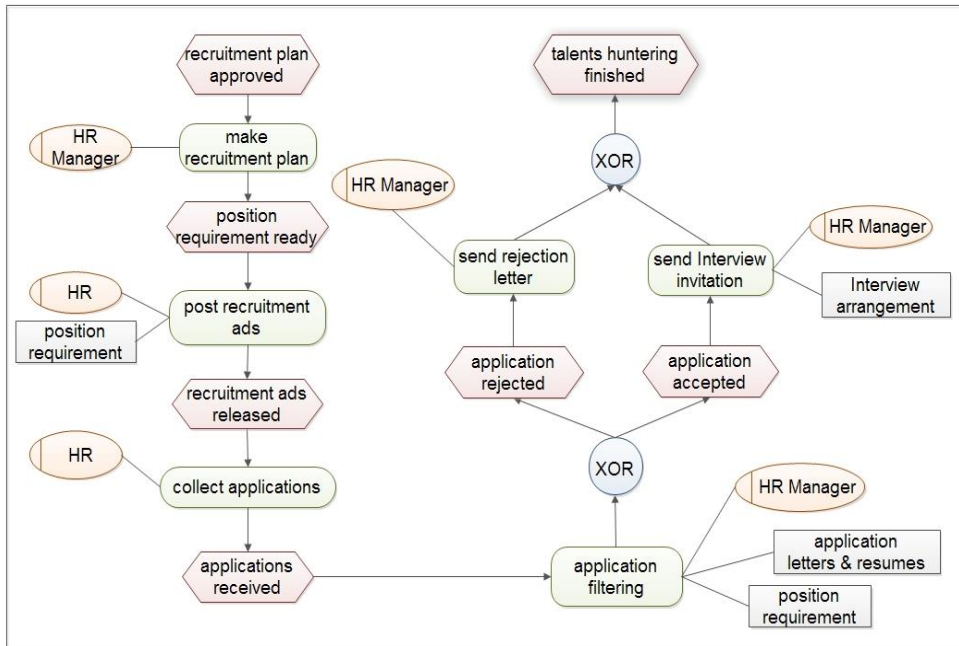 recruitment plan
approved
HR
Manager
make
recruitment plan
position
requirement ready
HR
position
requirement
post recruitment
ads
recruitment ads
released
HR
collect applications
applications
received
talents huntering
finished
XOR
HR Manager
send rejection
letter
send Interview
invitation
HR Manager
Interview
arrangement
application
rejected
application
accepted
XOR
HR Manager
application
filtering
application
letters & resumes
position
requirement